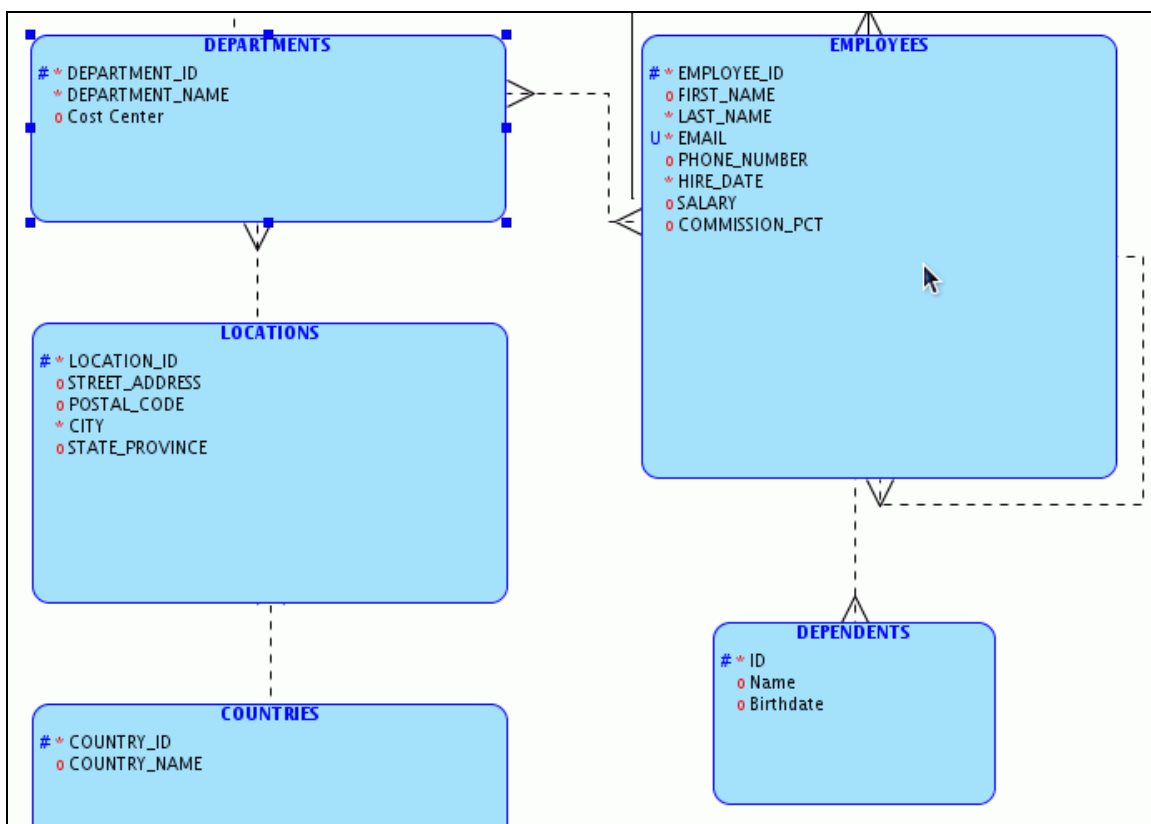 DEPARTMENTS
# * DEPARTMENT_ID
* DEPARTMENT_NAME
o Cost Center
EMPLOYEES
# * EMPLOYEE_ID
o FIRST_NAME
* LAST_NAME
U * EMAIL
o PHONE_NUMBER
* HIRE_DATE
o SALARY
o COMMISSION_PCT
LOCATIONS
# * LOCATION_ID
o STREET_ADDRESS
o POSTAL_CODE
* CITY
o STATE_PROVINCE
DEPENDENTS
# * ID
o Name
o Birthdate
COUNTRIES
# * COUNTRY_ID
o COUNTRY_NAME